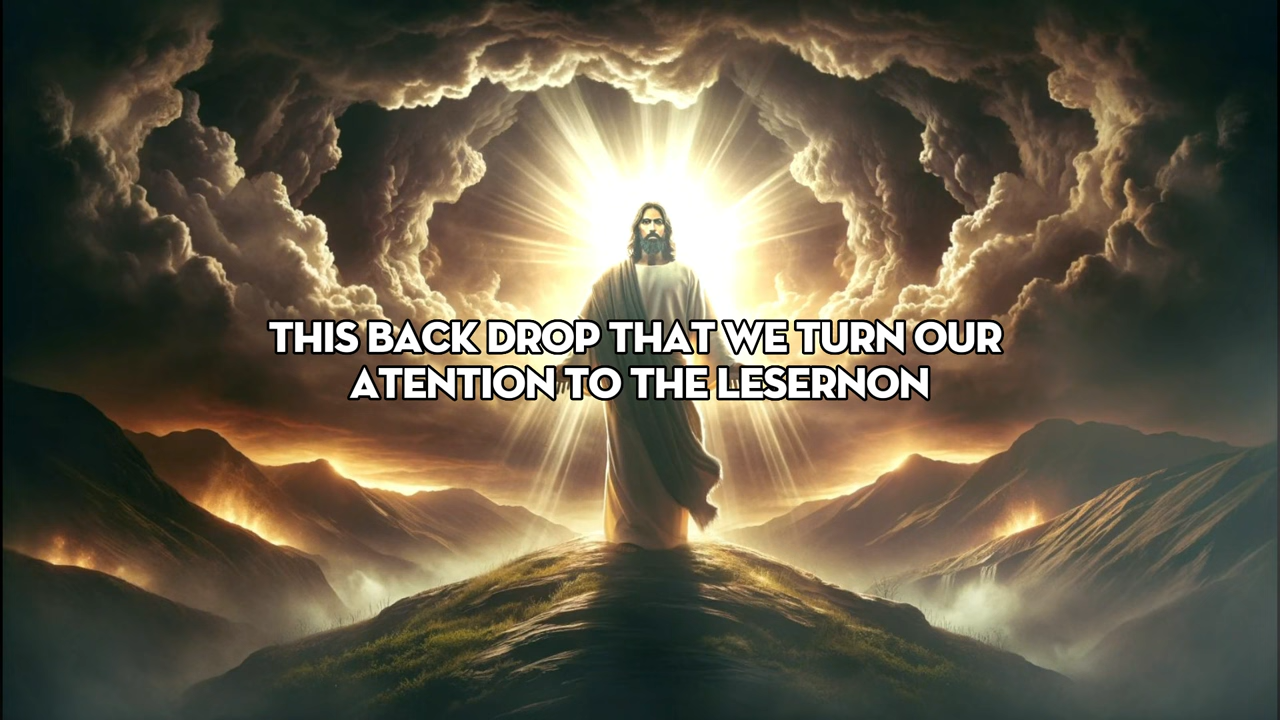 THIS BACK DROP THAT WE TURN OUR
ATENTION TO THE LESERNON